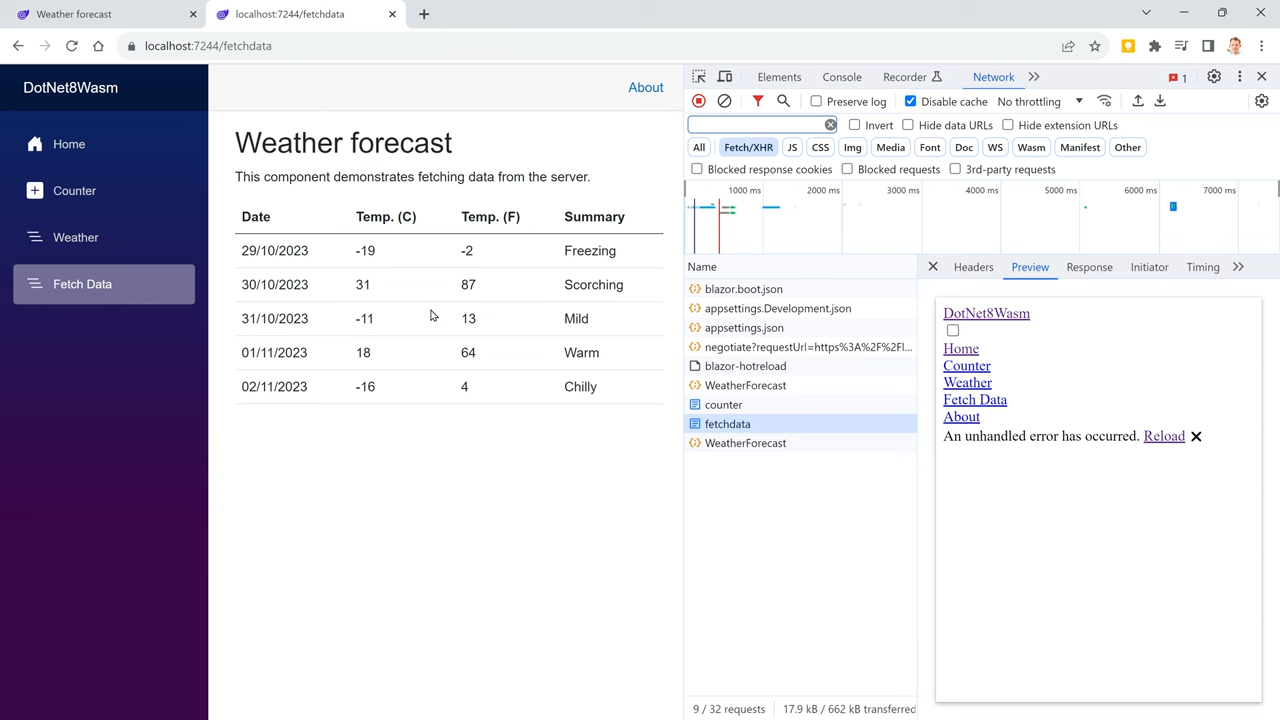 Weather forecast
localhost:7244/fetchdata
localhost:7244/fetchdata
DotNet8Wasm
Home
Counter
Weather
Fetch Data
About
Weather forecast
This component demonstrates fetching data from the server.
Date Temp. (C) Temp. (F) Summary
29/10/2023 -19 -2 Freezing
30/10/2023 31 87 Scorching
31/10/2023 -11 13 Mild
01/11/2023 18 64 Warm
02/11/2023 -16 4 Chilly
Elements Console Recorder Network 1
Preserve log Disable cache No throttling
Invert Hide data URLs Hide extension URLs
All Fetch/XHR JS CSS Img Media Font Doc WS Wasm Manifest Other
Blocked response cookies Blocked requests 3rd-party requests
1000 ms 2000 ms 3000 ms 4000 ms 5000 ms 6000 ms 7000 ms
Name
blazor.boot.json
appsettings.Development.json
appsettings.json
negotiate?requestUrl=https%3A%2F%2Fl...
blazor-hotreload
WeatherForecast
counter
fetchdata
WeatherForecast
9 / 32 requests 17.9 kB / 662 kB transferred
Headers Preview Response Initiator Timing
DotNet8Wasm
Home
Counter
Weather
Fetch Data
About
An unhandled error has occurred. Reload